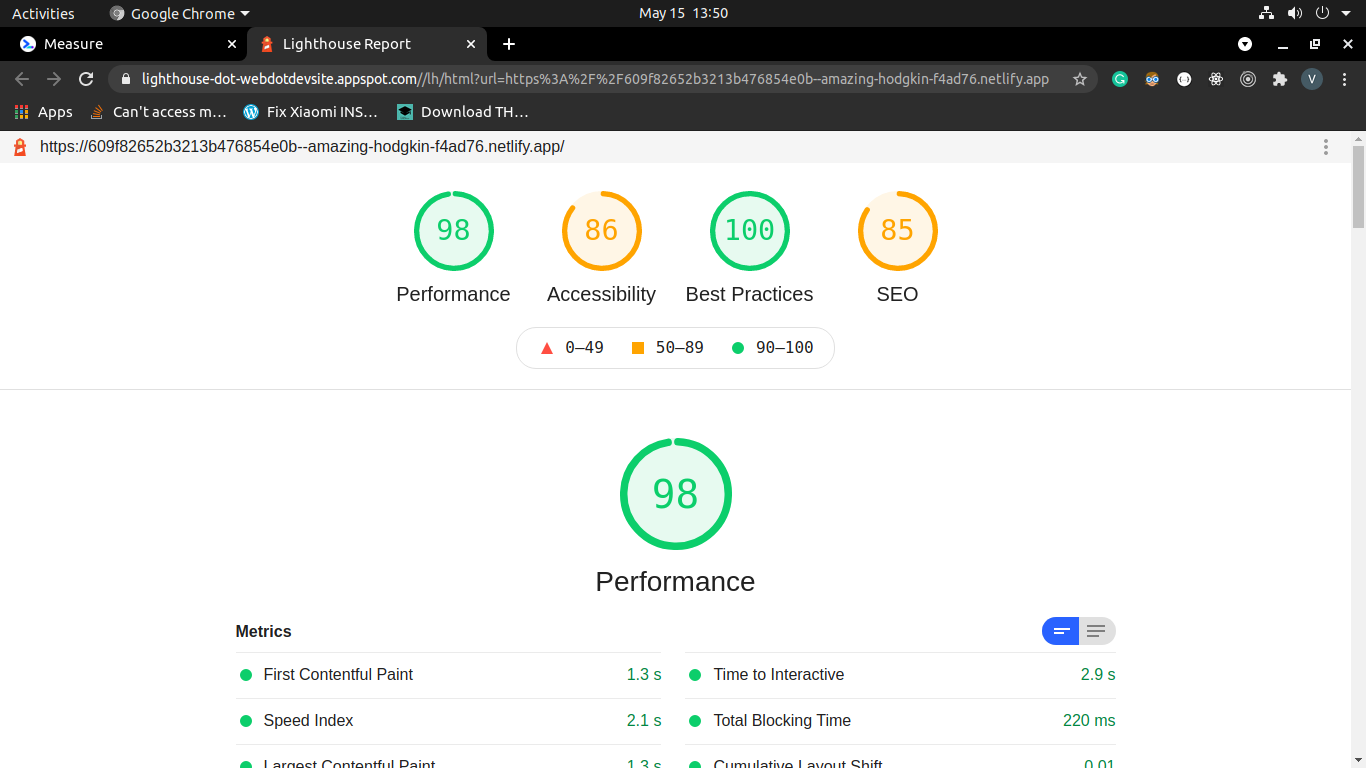 Activities Google Chrome May 15 13:50
Measure Lighthouse Report
lighthouse-dot-webdotdevsite.appspot.com//lh/html?url=https%3A%2F%2F609f82652b3213b476854e0b--amazing-hodgkin-f4ad76.netlify.app V
Apps Can't access m... Fix Xiaomi INS... Download TH...
https://609f82652b3213b476854e0b--amazing-hodgkin-f4ad76.netlify.app/
98 86 100 85
Performance Accessibility Best Practices SEO
0–49 50–89 90–100
98
Performance
Metrics
First Contentful Paint 1.3 s Time to Interactive 2.9 s
Speed Index 2.1 s Total Blocking Time 220 ms
Largest Contentful Paint 1.3 s Cumulative Layout Shift 0.01